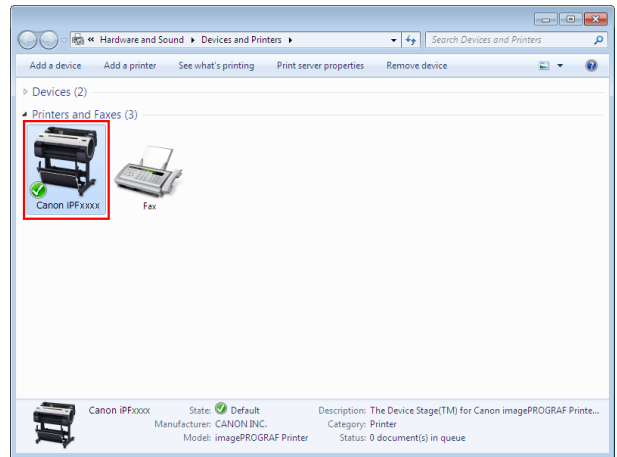 « Hardware and Sound ▸ Devices and Printers ▸ Search Devices and Printers
Add a device Add a printer See what's printing Print server properties Remove device
Devices (2)
Printers and Faxes (3)
Canon iPFxxxx
Fax
Canon iPFxxxx State: Default Description: The Device Stage(TM) for Canon imagePROGRAF Printe...
Manufacturer: CANON INC. Category: Printer
Model: imagePROGRAF Printer Status: 0 document(s) in queue